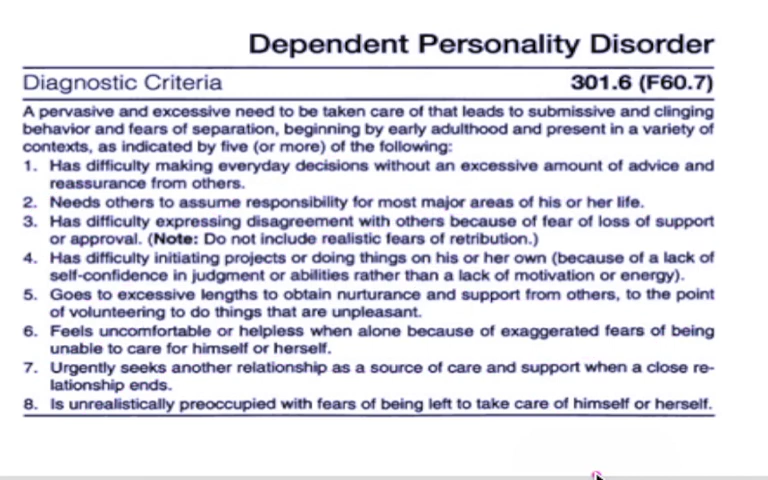 Dependent Personality Disorder
Diagnostic Criteria 301.6 (F60.7)
A pervasive and excessive need to be taken care of that leads to submissive and clinging
behavior and fears of separation, beginning by early adulthood and present in a variety of
contexts, as indicated by five (or more) of the following:
1. Has difficulty making everyday decisions without an excessive amount of advice and
reassurance from others.
2. Needs others to assume responsibility for most major areas of his or her life.
3. Has difficulty expressing disagreement with others because of fear of loss of support
or approval. (Note: Do not include realistic fears of retribution.)
4. Has difficulty initiating projects or doing things on his or her own (because of a lack of
self-confidence in judgment or abilities rather than a lack of motivation or energy).
5. Goes to excessive lengths to obtain nurturance and support from others, to the point
of volunteering to do things that are unpleasant.
6. Feels uncomfortable or helpless when alone because of exaggerated fears of being
unable to care for himself or herself.
7. Urgently seeks another relationship as a source of care and support when a close re-
lationship ends.
8. Is unrealistically preoccupied with fears of being left to take care of himself or herself.